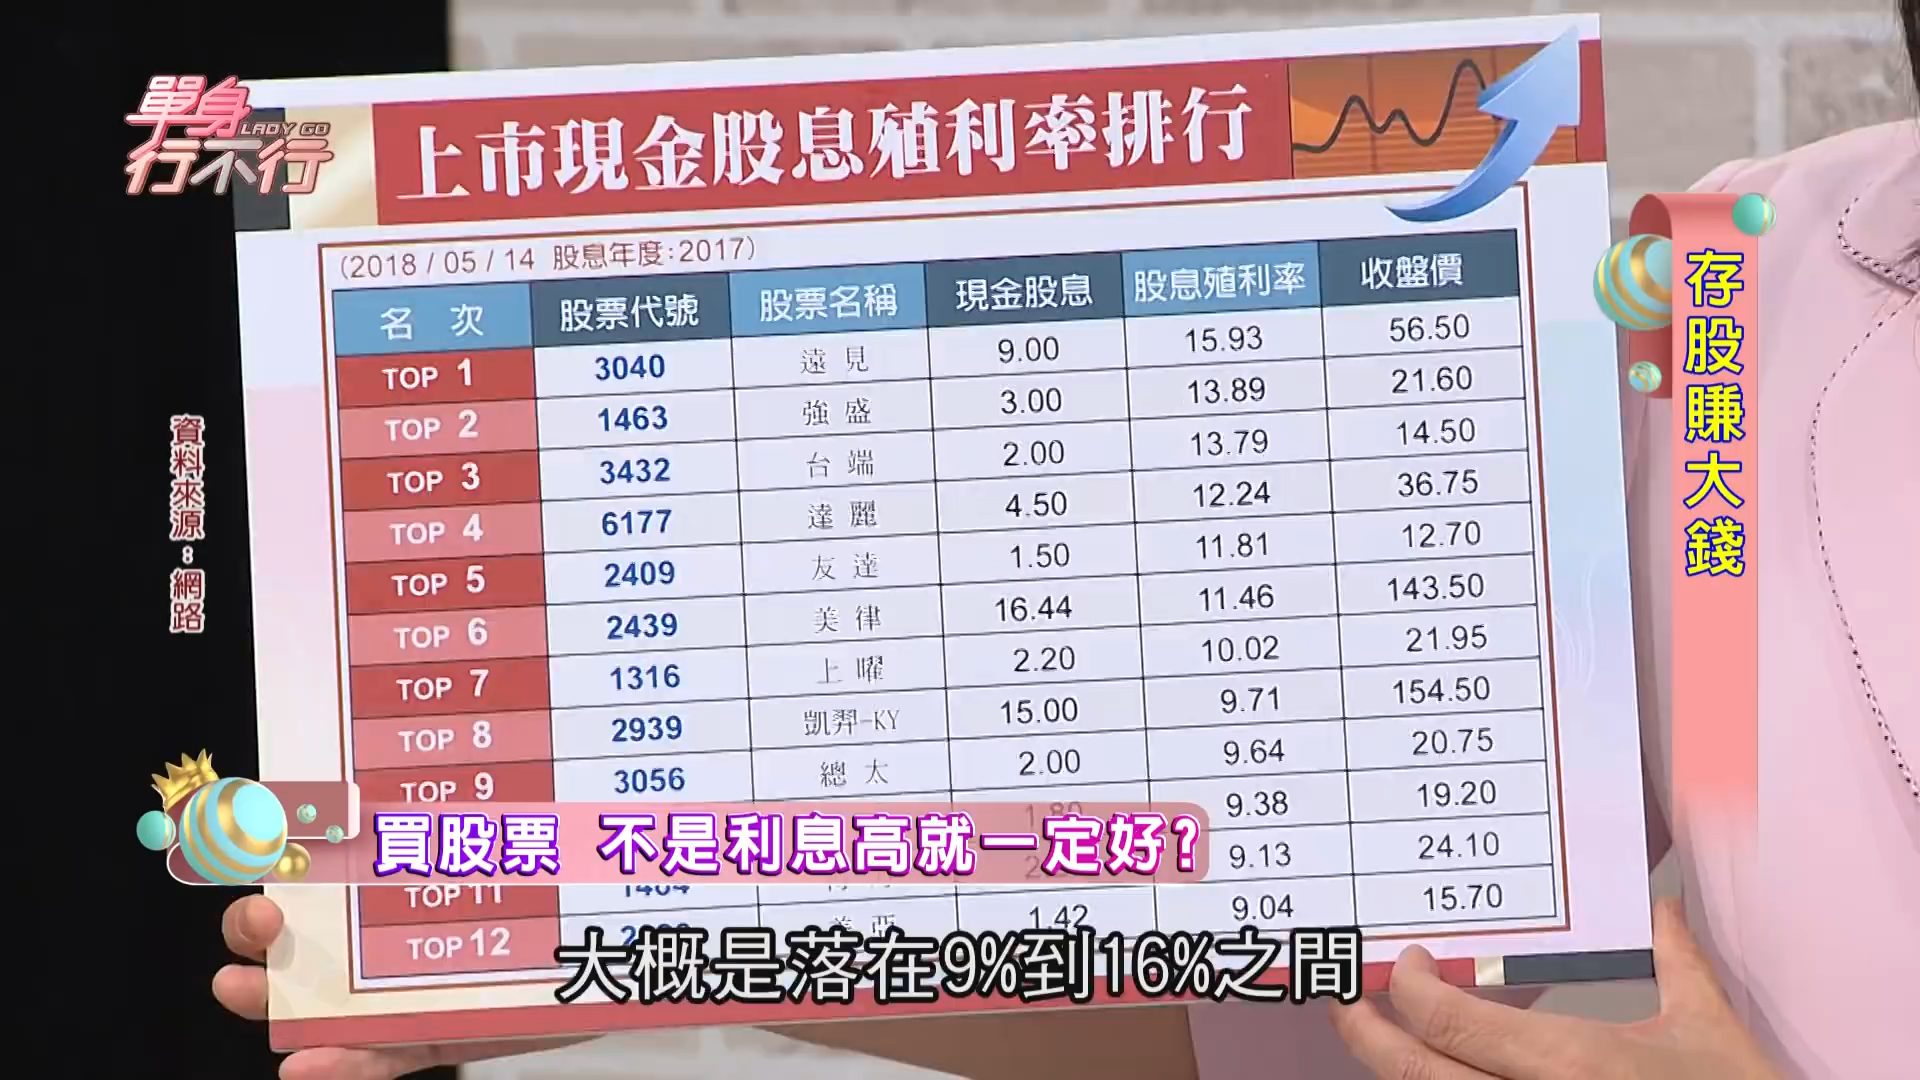 單身
LADY GO
行不行
上市現金股息殖利率排行
(2018 / 05 / 14 股息年度:2017)
名 次 股票代號 股票名稱 現金股息 股息殖利率 收盤價
TOP 1 3040 遠見 9.00 15.93 56.50
TOP 2 1463 強盛 3.00 13.89 21.60
TOP 3 3432 台端 2.00 13.79 14.50
TOP 4 6177 達麗 4.50 12.24 36.75
TOP 5 2409 友達 1.50 11.81 12.70
TOP 6 2439 美律 16.44 11.46 143.50
TOP 7 1316 上曜 2.20 10.02 21.95
TOP 8 2939 凱羿-KY 15.00 9.71 154.50
TOP 9 3056 總太 2.00 9.64 20.75
1.80 9.38 19.20
TOP 11 9.13 24.10
TOP 12 美亞 1.42 9.04 15.70
資料來源:網路
存股賺大錢
買股票 不是利息高就一定好?
大概是落在9%到16%之間